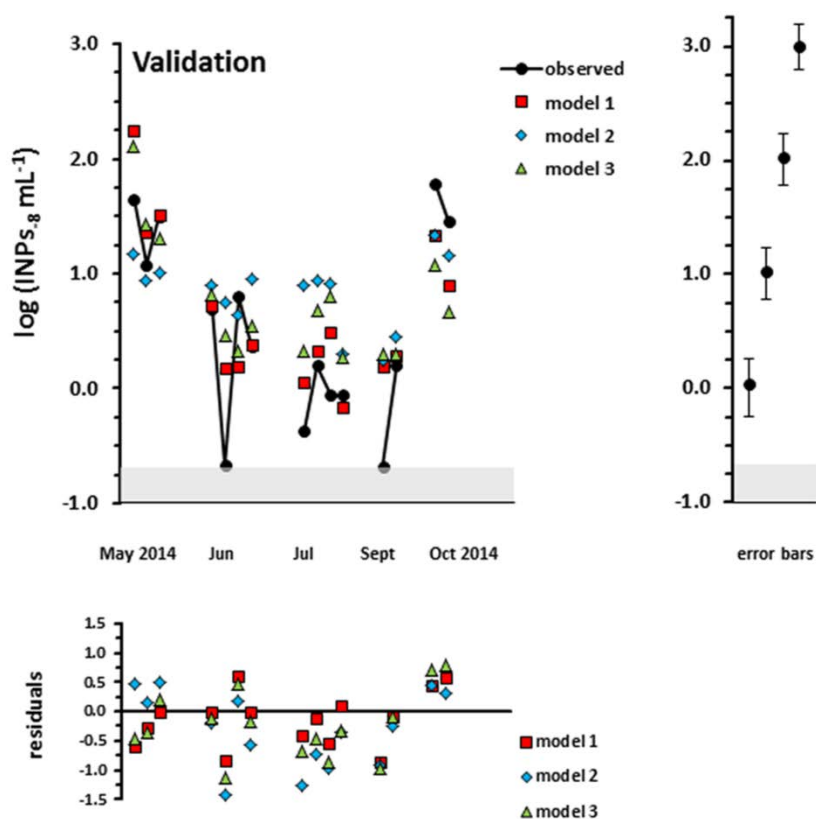 Validation
log (INPs-8 mL-1)
3.0
2.0
1.0
0.0
-1.0
observed
model 1
model 2
model 3
May 2014 Jun Jul Sept Oct 2014
3.0
2.0
1.0
0.0
-1.0
error bars
residuals
1.5
1.0
0.5
0.0
-0.5
-1.0
-1.5
model 1
model 2
model 3